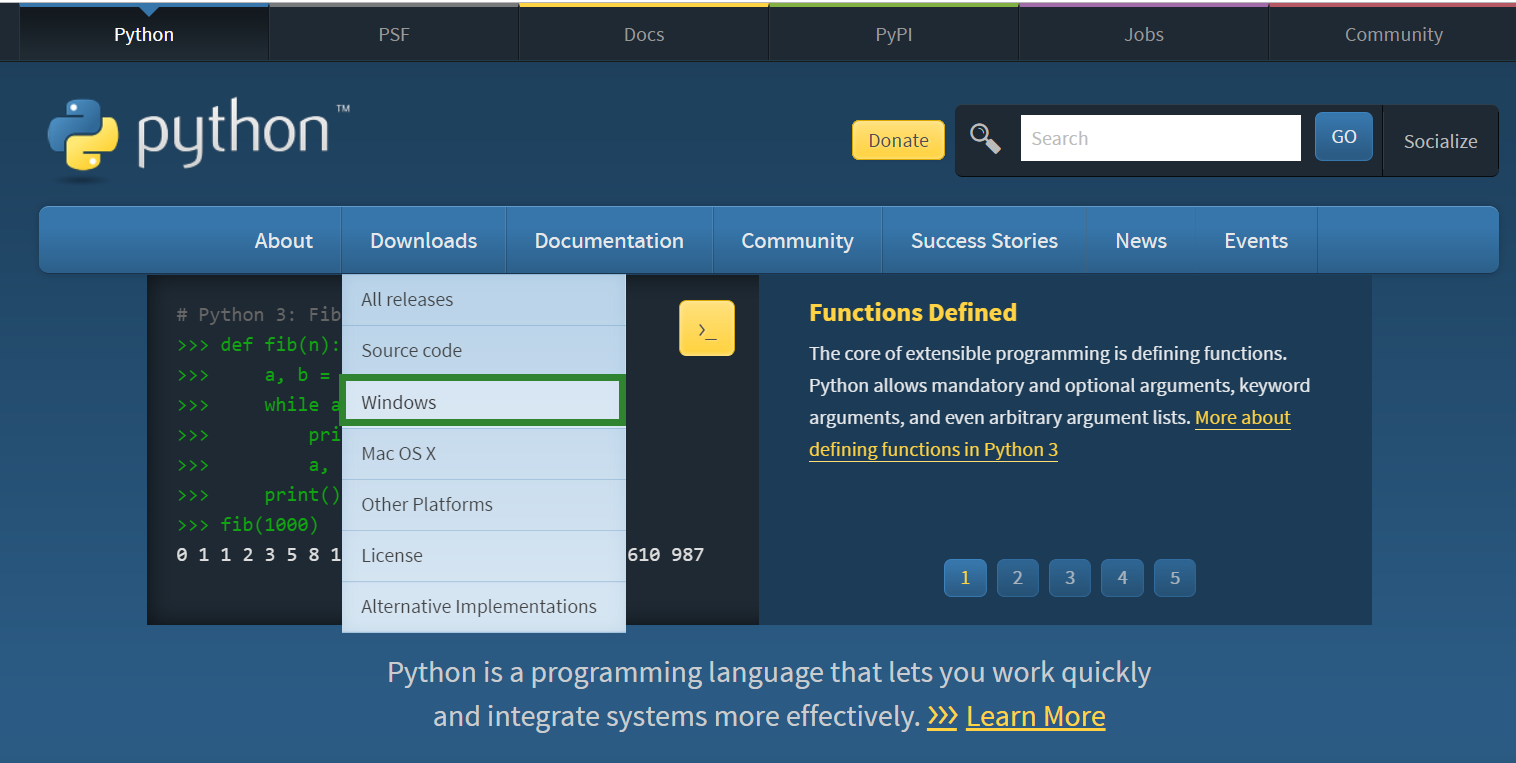 Python
PSF
Docs
PyPI
Jobs
Community
python™
Donate
Search
GO
Socialize
About
Downloads
Documentation
Community
Success Stories
News
Events
All releases
Source code
Windows
Mac OS X
Other Platforms
License
Alternative Implementations
# Python 3: Fib
>>> def fib(n):
>>>     a, b =
>>>     while a
>>>         pri
>>>         a,
>>>     print()
>>> fib(1000)
0 1 1 2 3 5 8 1 610 987
>_
Functions Defined
The core of extensible programming is defining functions.
Python allows mandatory and optional arguments, keyword
arguments, and even arbitrary argument lists. More about
defining functions in Python 3
1
2
3
4
5
Python is a programming language that lets you work quickly
and integrate systems more effectively. >>> Learn More